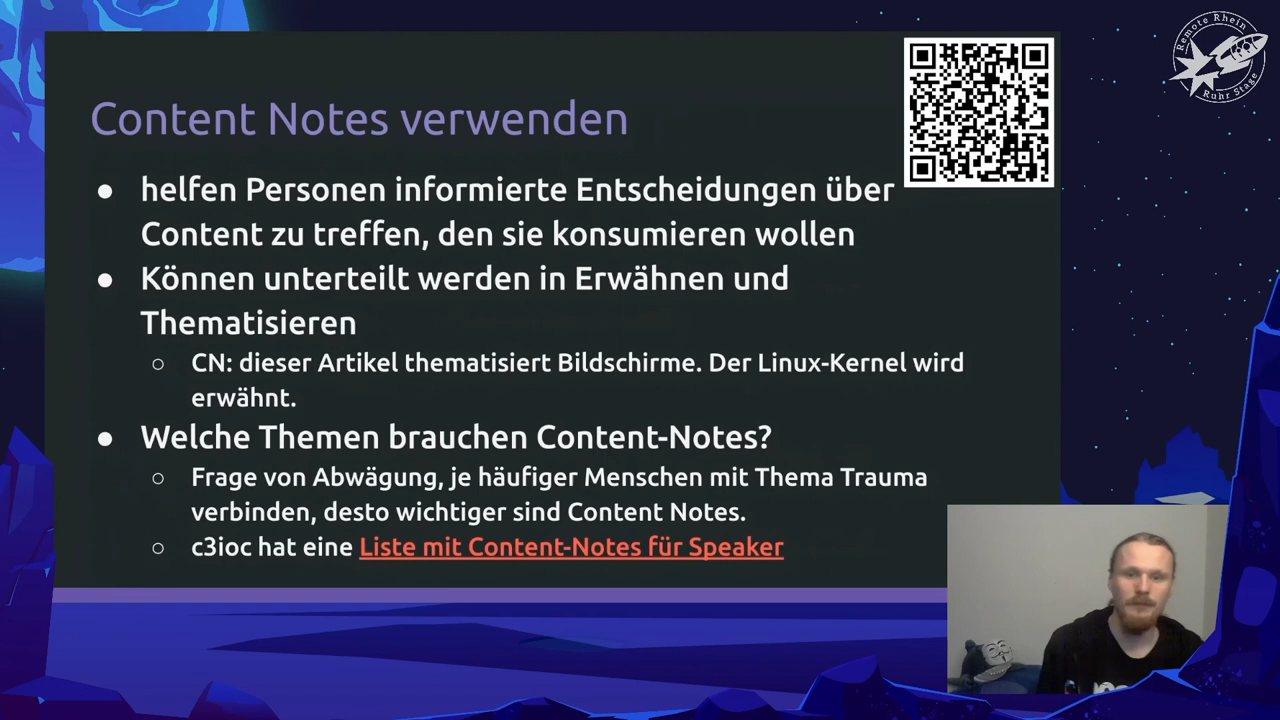 Content Notes verwenden
● helfen Personen informierte Entscheidungen über
Content zu treffen, den sie konsumieren wollen
● Können unterteilt werden in Erwähnen und
Thematisieren
○ CN: dieser Artikel thematisiert Bildschirme. Der Linux-Kernel wird
erwähnt.
● Welche Themen brauchen Content-Notes?
○ Frage von Abwägung, je häufiger Menschen mit Thema Trauma
verbinden, desto wichtiger sind Content Notes.
○ c3ioc hat eine Liste mit Content-Notes für Speaker
Remote Rhein
Ruhr Stage